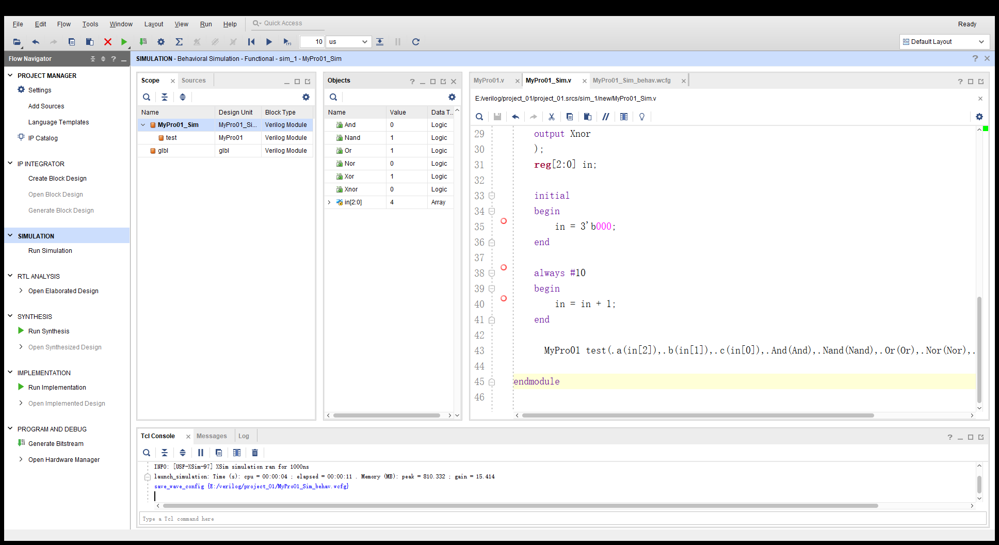 File Edit Flow Tools Window Layout View Run Help Quick Access Ready
10 us Default Layout
Flow Navigator ? _
SIMULATION - Behavioral Simulation - Functional - sim_1 - MyPro01_Sim
PROJECT MANAGER
Settings
Add Sources
Language Templates
IP Catalog
IP INTEGRATOR
Create Block Design
Open Block Design
Generate Block Design
SIMULATION
Run Simulation
RTL ANALYSIS
Open Elaborated Design
SYNTHESIS
Run Synthesis
Open Synthesized Design
IMPLEMENTATION
Run Implementation
Open Implemented Design
PROGRAM AND DEBUG
Generate Bitstream
Open Hardware Manager
Scope Sources
Name Design Unit Block Type
MyPro01_Sim MyPro01_Si... Verilog Module
test MyPro01 Verilog Module
glbl glbl Verilog Module
Objects
Name Value Data T...
And 0 Logic
Nand 1 Logic
Or 1 Logic
Nor 0 Logic
Xor 1 Logic
Xnor 0 Logic
in[2:0] 4 Array
MyPro01.v MyPro01_Sim.v MyPro01_Sim_behav.wcfg
E:/verilog/project_01/project_01.srcs/sim_1/new/MyPro01_Sim.v
29 output Xnor
30 );
31 reg[2:0] in;
32
33 initial
34 begin
35 in = 3'b000;
36 end
37
38 always #10
39 begin
40 in = in + 1;
41 end
42
43 MyPro01 test(.a(in[2]),.b(in[1]),.c(in[0]),.And(And),.Nand(Nand),.Or(Or),.Nor(Nor),.
44
45 endmodule
46
Tcl Console Messages Log
INFO: [USF-XSim-97] XSim simulation ran for 1000ns
launch_simulation: Time (s): cpu = 00:00:04 ; elapsed = 00:00:11 . Memory (MB): peak = 810.332 ; gain = 15.414
save_wave_config {E:/verilog/project_01/MyPro01_Sim_behav.wcfg}
Type a Tcl command here